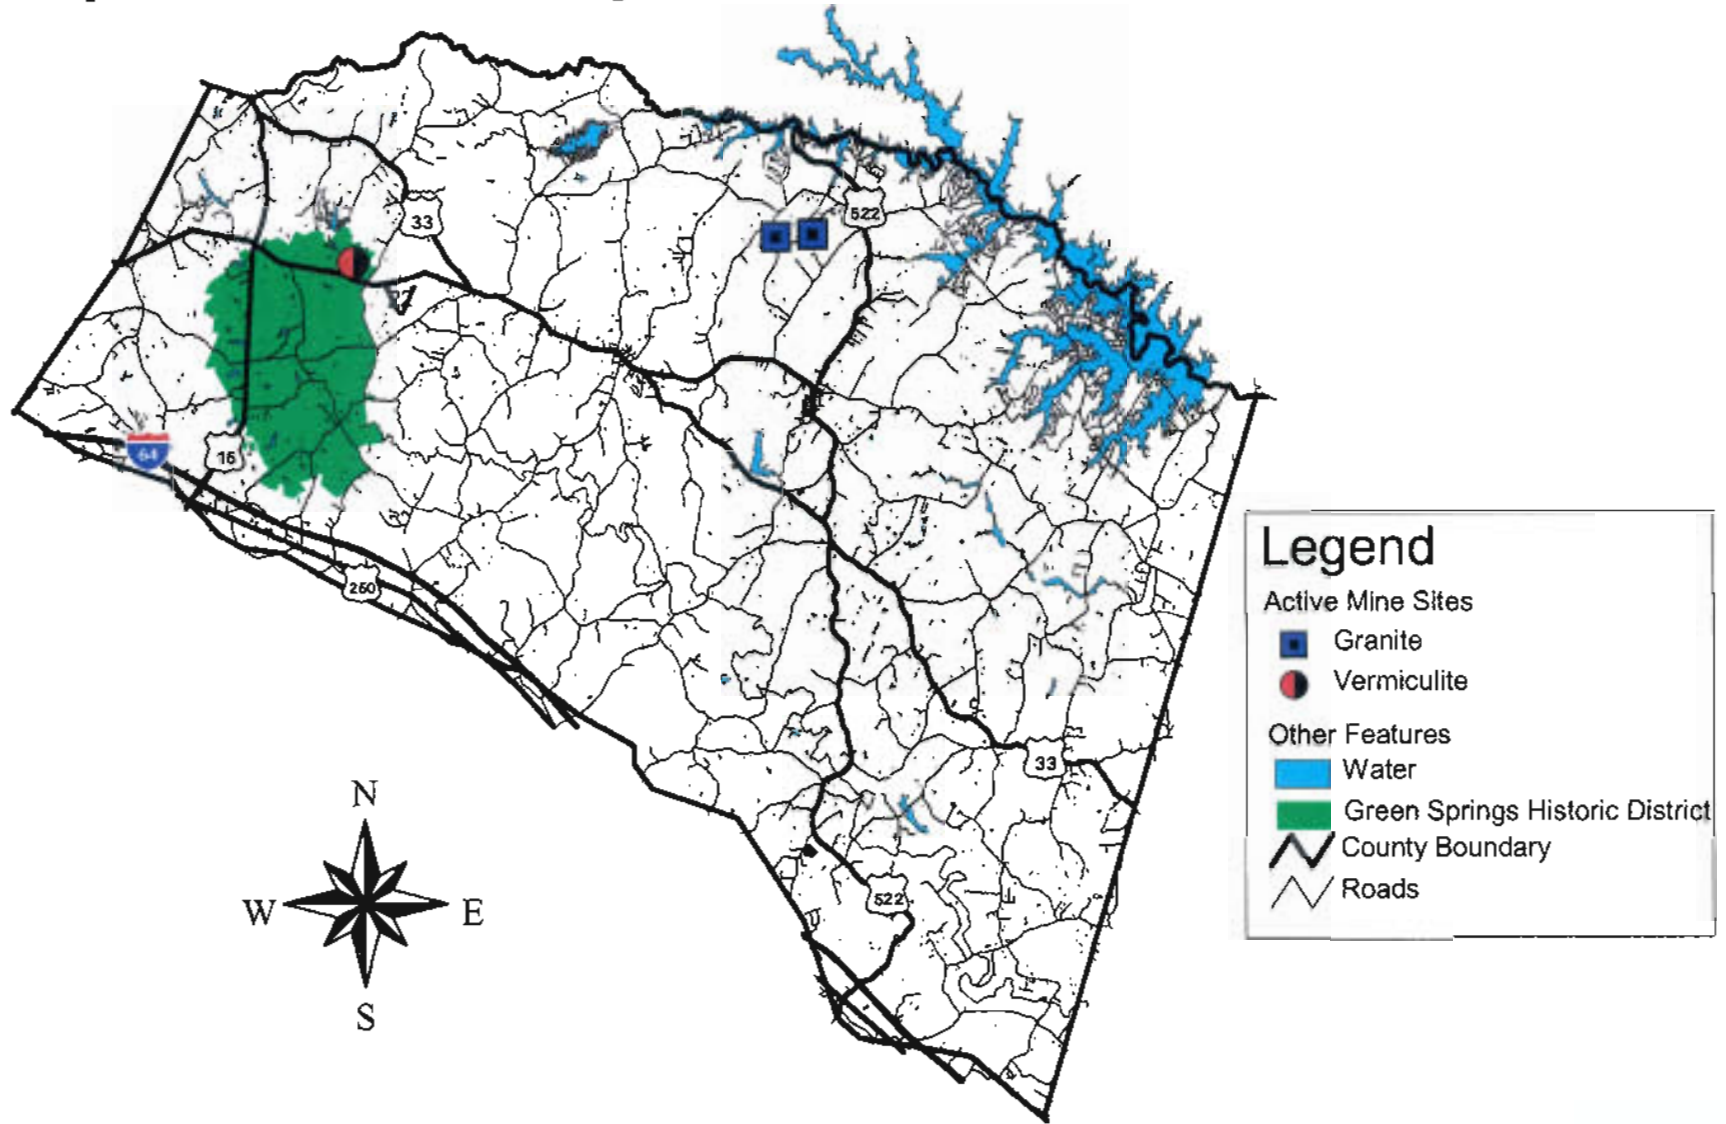 33
522
64
15
250
33
522
N
W E
S
Legend
Active Mine Sites
Granite
Vermiculite
Other Features
Water
Green Springs Historic District
County Boundary
Roads